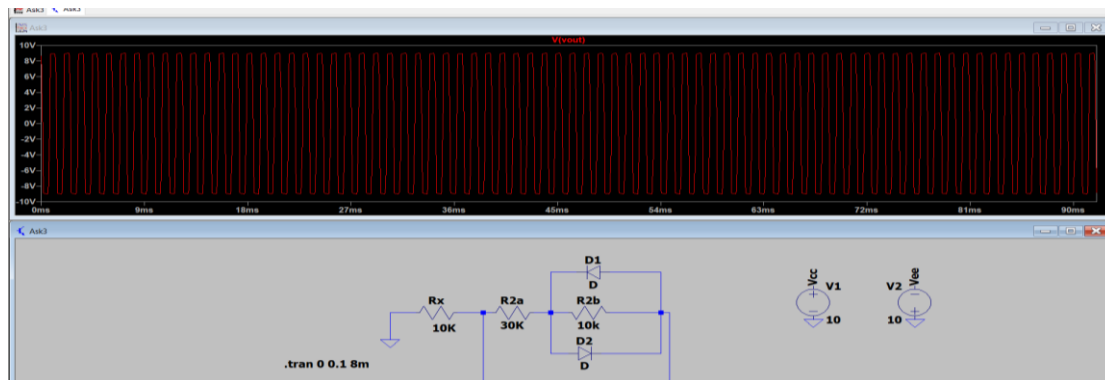 Ask3 Ask3
Ask3
V(vout)
10V
8V
6V
4V
2V
0V
-2V
-4V
-6V
-8V
-10V
0ms 9ms 18ms 27ms 36ms 45ms 54ms 63ms 72ms 81ms 90ms
Ask3
D1
D
Rx R2a R2b
10K 30K 10k
D2
D
Vcc V1 V2 Vee
10 10
.tran 0 0.1 8m